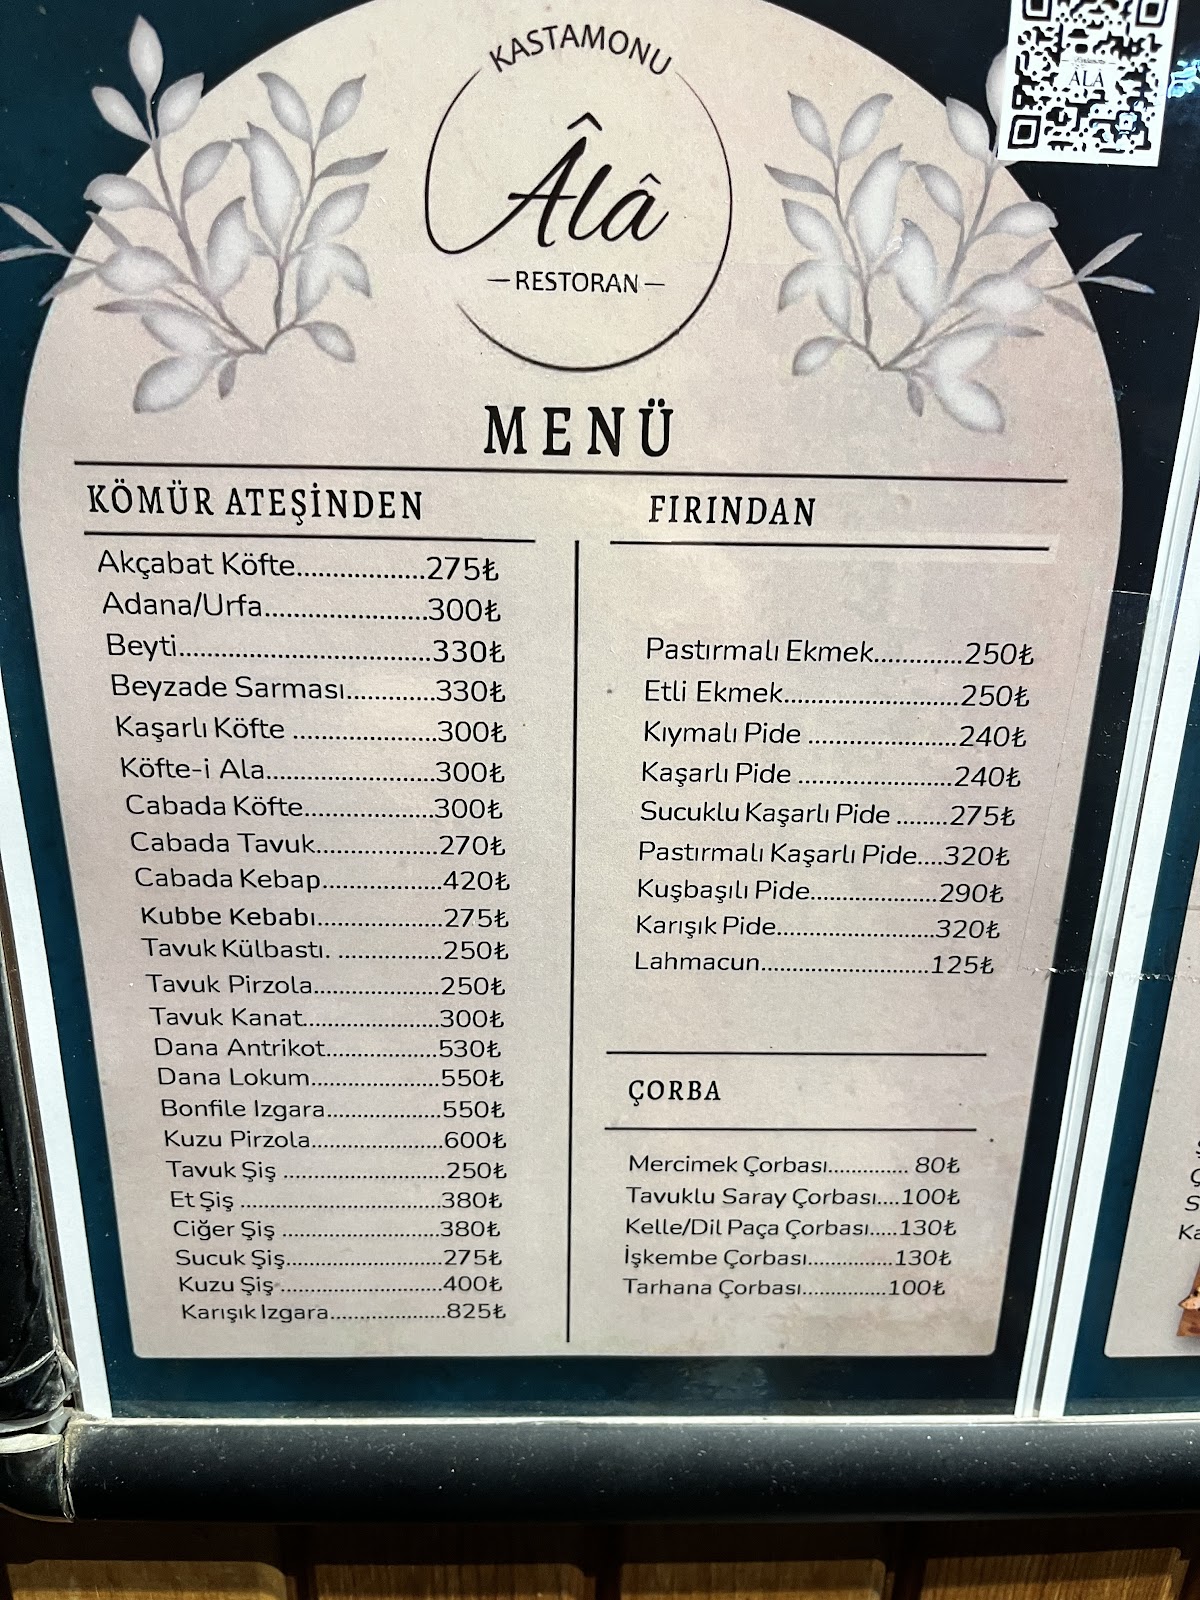 KASTAMONU
Âlâ
RESTORAN
ÂLÂ
MENÜ
KÖMÜR ATEŞİNDEN
Akçabat Köfte..................275₺
Adana/Urfa.......................300₺
Beyti....................................330₺
Beyzade Sarması.............330₺
Kaşarlı Köfte ....................300₺
Köfte-i Ala........................300₺
Cabada Köfte...................300₺
Cabada Tavuk..................270₺
Cabada Kebap.................420₺
Kubbe Kebabı..................275₺
Tavuk Külbastı. ...............250₺
Tavuk Pirzola..................250₺
Tavuk Kanat....................300₺
Dana Antrikot.................530₺
Dana Lokum....................550₺
Bonfile Izgara..................550₺
Kuzu Pirzola....................600₺
Tavuk Şiş ........................250₺
Et Şiş ..............................380₺
Ciğer Şiş ........................380₺
Sucuk Şiş........................275₺
Kuzu Şiş.........................400₺
Karışık Izgara..................825₺
FIRINDAN
Pastırmalı Ekmek.............250₺
Etli Ekmek..........................250₺
Kıymalı Pide ......................240₺
Kaşarlı Pide .......................240₺
Sucuklu Kaşarlı Pide ........275₺
Pastırmalı Kaşarlı Pide....320₺
Kuşbaşılı Pide...................290₺
Karışık Pide........................320₺
Lahmacun..........................125₺
ÇORBA
Mercimek Çorbası.............. 80₺
Tavuklu Saray Çorbası....100₺
Kelle/Dil Paça Çorbası.....130₺
İşkembe Çorbası...............130₺
Tarhana Çorbası...............100₺